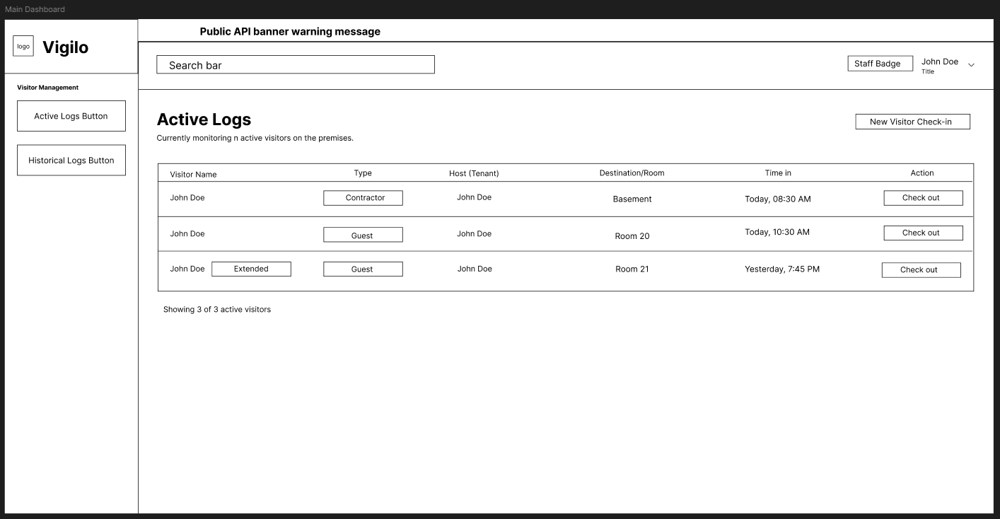 Main Dashboard
Public API banner warning message
logo
Vigilo
Search bar
Staff Badge
John Doe
Title
Visitor Management
Active Logs Button
Historical Logs Button
Active Logs
Currently monitoring n active visitors on the premises.
New Visitor Check-in
Visitor Name Type Host (Tenant) Destination/Room Time in Action
John Doe Contractor John Doe Basement Today, 08:30 AM Check out
John Doe Guest John Doe Room 20 Today, 10:30 AM Check out
John Doe Extended Guest John Doe Room 21 Yesterday, 7:45 PM Check out
Showing 3 of 3 active visitors